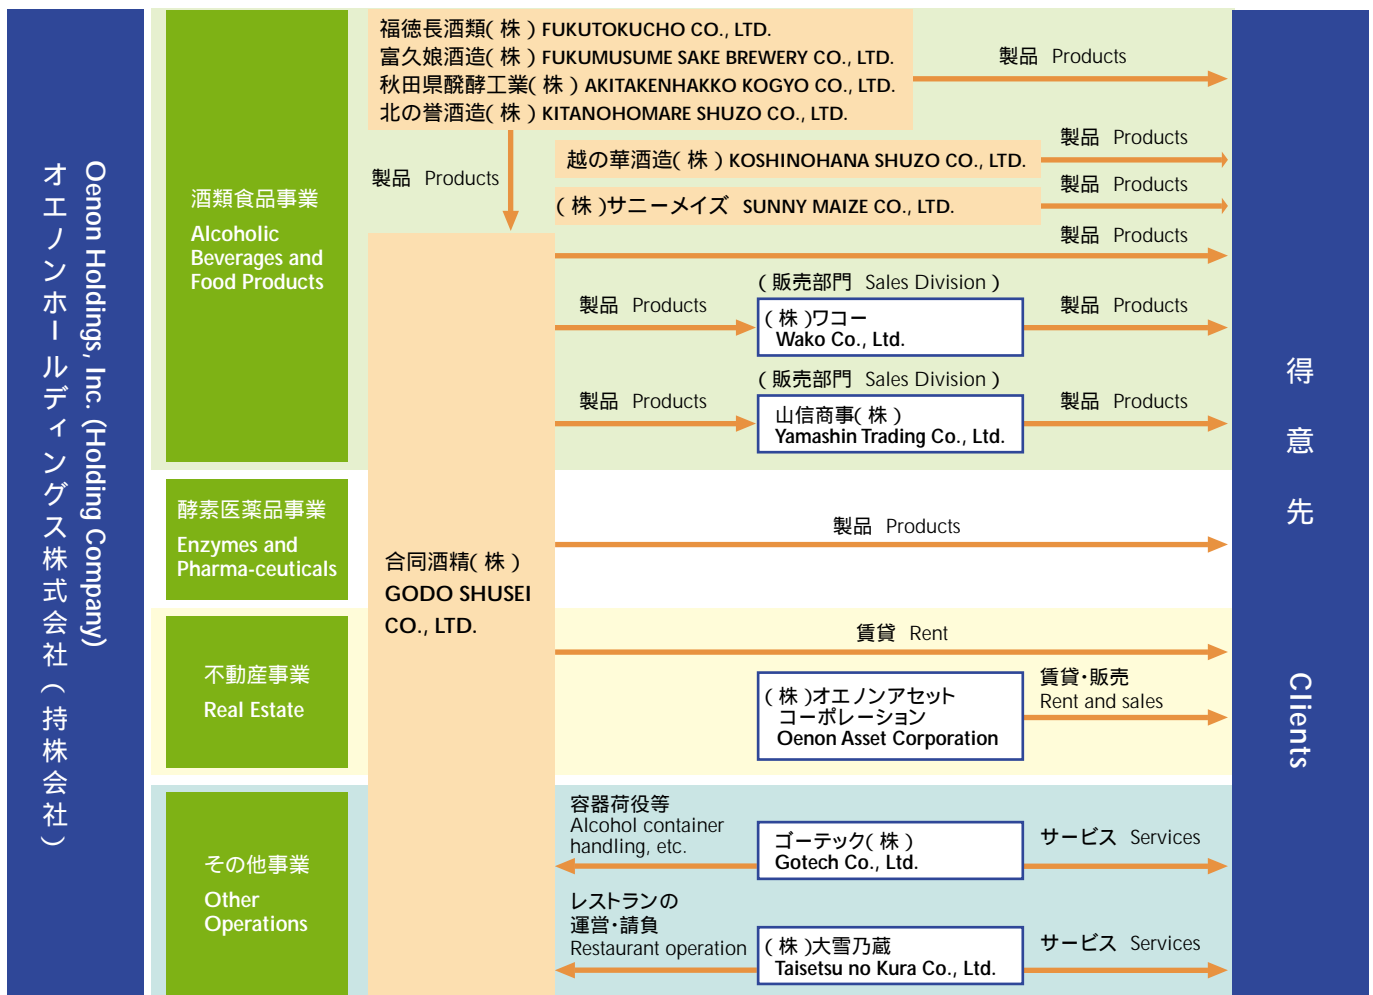 オエノンホールディングス株式会社(持株会社)
Oenon Holdings, Inc. (Holding Company)
酒類食品事業
Alcoholic
Beverages and
Food Products
福徳長酒類(株) FUKUTOKUCHO CO., LTD.
富久娘酒造(株) FUKUMUSUME SAKE BREWERY CO., LTD.
秋田県醗酵工業(株) AKITAKENHAKKO KOGYO CO., LTD.
北の誉酒造(株) KITANOHOMARE SHUZO CO., LTD.
製品 Products
製品 Products
越の華酒造(株) KOSHINOHANA SHUZO CO., LTD.
製品 Products
(株)サニーメイズ SUNNY MAIZE CO., LTD.
製品 Products
製品 Products
製品 Products
(販売部門 Sales Division)
(株)ワコー
Wako Co., Ltd.
製品 Products
製品 Products
(販売部門 Sales Division)
山信商事(株)
Yamashin Trading Co., Ltd.
製品 Products
酵素医薬品事業
Enzymes and
Pharma-ceuticals
合同酒精(株)
GODO SHUSEI
CO., LTD.
製品 Products
不動産事業
Real Estate
賃貸 Rent
(株)オエノンアセット
コーポレーション
Oenon Asset Corporation
賃貸・販売
Rent and sales
その他事業
Other
Operations
容器荷役等
Alcohol container
handling, etc.
ゴーテック(株)
Gotech Co., Ltd.
サービス Services
レストランの
運営・請負
Restaurant operation
(株)大雪乃蔵
Taisetsu no Kura Co., Ltd.
サービス Services
得意先
Clients